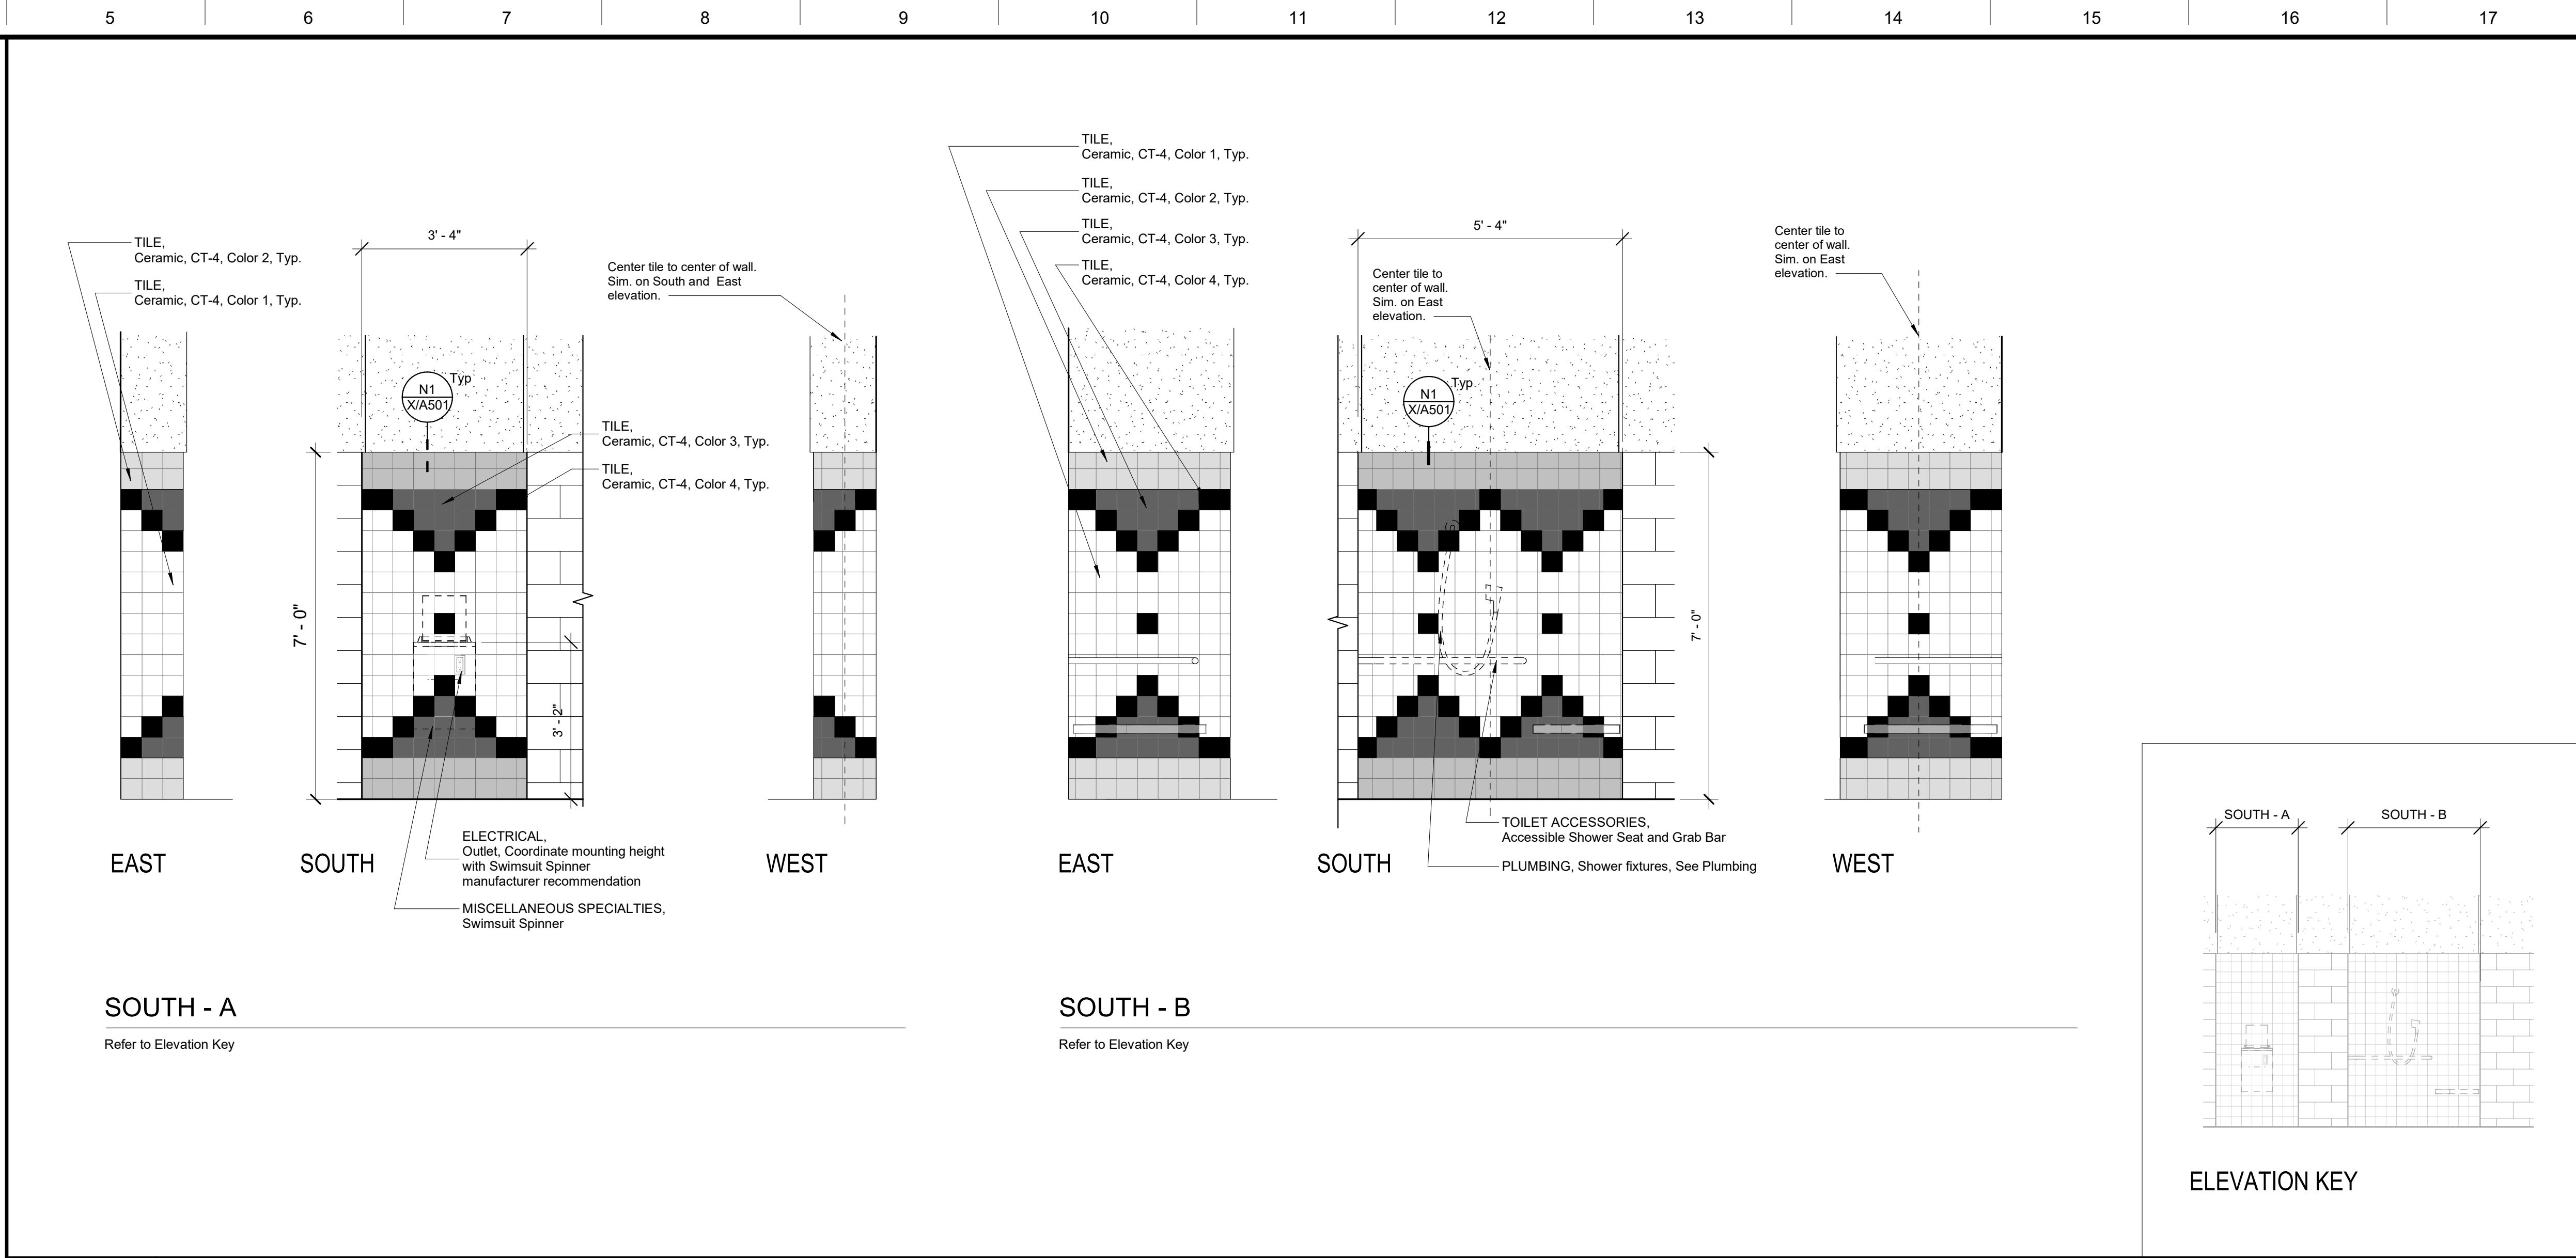 5 6 7 8 9 10 11 12 13 14 15 16 17
TILE,
Ceramic, CT-4, Color 2, Typ.
TILE,
Ceramic, CT-4, Color 1, Typ.
3' - 4"
Center tile to center of wall.
Sim. on South and East
elevation.
N1
X/A501
Typ
TILE,
Ceramic, CT-4, Color 3, Typ.
TILE,
Ceramic, CT-4, Color 4, Typ.
7' - 0"
3' - 2"
ELECTRICAL,
Outlet, Coordinate mounting height
with Swimsuit Spinner
manufacturer recommendation
MISCELLANEOUS SPECIALTIES,
Swimsuit Spinner
EAST
SOUTH
WEST
SOUTH - A
Refer to Elevation Key
TILE,
Ceramic, CT-4, Color 1, Typ.
TILE,
Ceramic, CT-4, Color 2, Typ.
TILE,
Ceramic, CT-4, Color 3, Typ.
TILE,
Ceramic, CT-4, Color 4, Typ.
5' - 4"
Center tile to
center of wall.
Sim. on East
elevation.
N1
X/A501
Typ
Center tile to
center of wall.
Sim. on East
elevation.
7' - 0"
TOILET ACCESSORIES,
Accessible Shower Seat and Grab Bar
PLUMBING, Shower fixtures, See Plumbing
EAST
SOUTH
WEST
SOUTH - B
Refer to Elevation Key
SOUTH - A
SOUTH - B
ELEVATION KEY